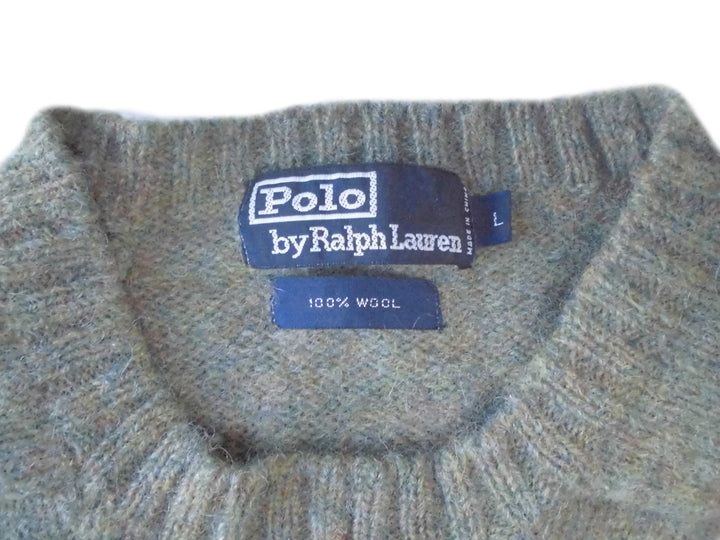 Polo
by Ralph Lauren
MADE IN CHINA
L
100% WOOL